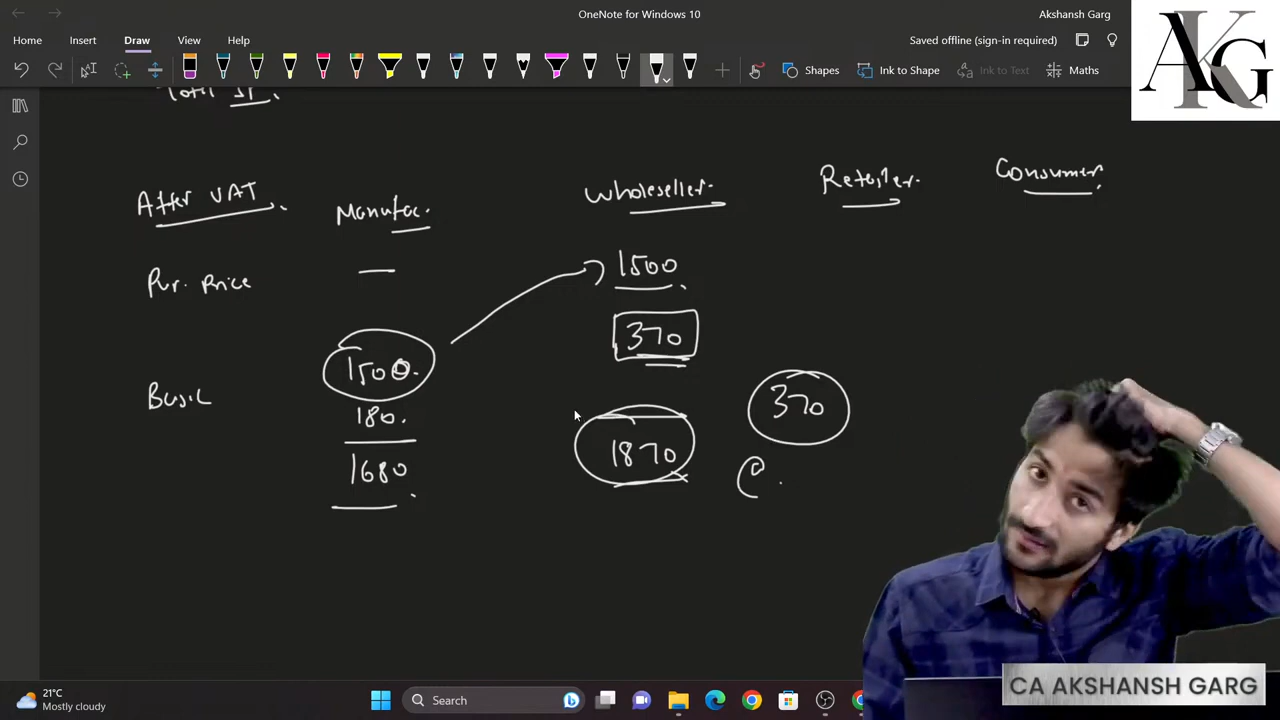 OneNote for Windows 10
Akshansh Garg
Home Insert Draw View Help
Saved offline (sign-in required)
Shapes
Ink to Shape
Ink to Text
Maths
AKG
Total
After VAT Manufac. Wholeseller. Retailer. Consumer.
Pur. Price — 1500
370
Basic 1500.
180.
1680
1870
370
@
21°C
Mostly cloudy
Search
CA AKSHANSH GARG